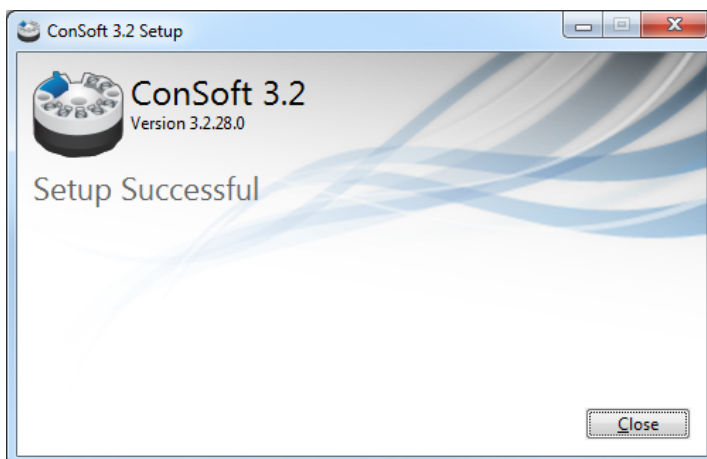 ConSoft 3.2 Setup
ConSoft 3.2
Version 3.2.28.0
Setup Successful
Close